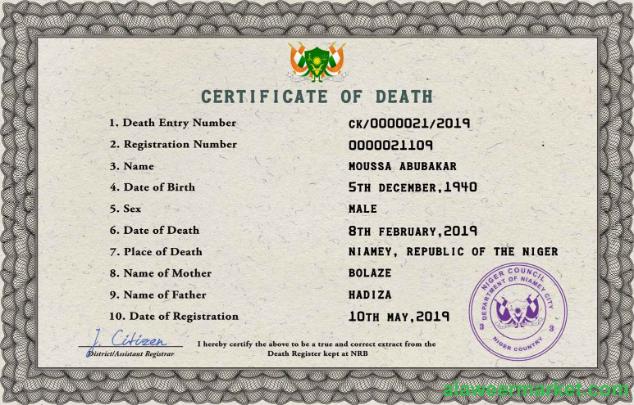 CERTIFICATE OF DEATH
1. Death Entry Number CK/0000021/2019
2. Registration Number 0000021109
3. Name MOUSSA ABUBAKAR
4. Date of Birth 5TH DECEMBER,1940
5. Sex MALE
6. Date of Death 8TH FEBRUARY,2019
7. Place of Death NIAMEY, REPUBLIC OF THE NIGER
8. Name of Mother BOLAZE
9. Name of Father HADIZA
10. Date of Registration 10TH MAY,2019
NIGER COUNCIL
DEPARTMENT OF NIAMEY CITY
3 3
NIGER COUNTRY.
J. Citizen
District/Assistant Registrar
I hereby certify the above to be a true and correct extract from the
Death Register kept at NRB
alaweermarket.com